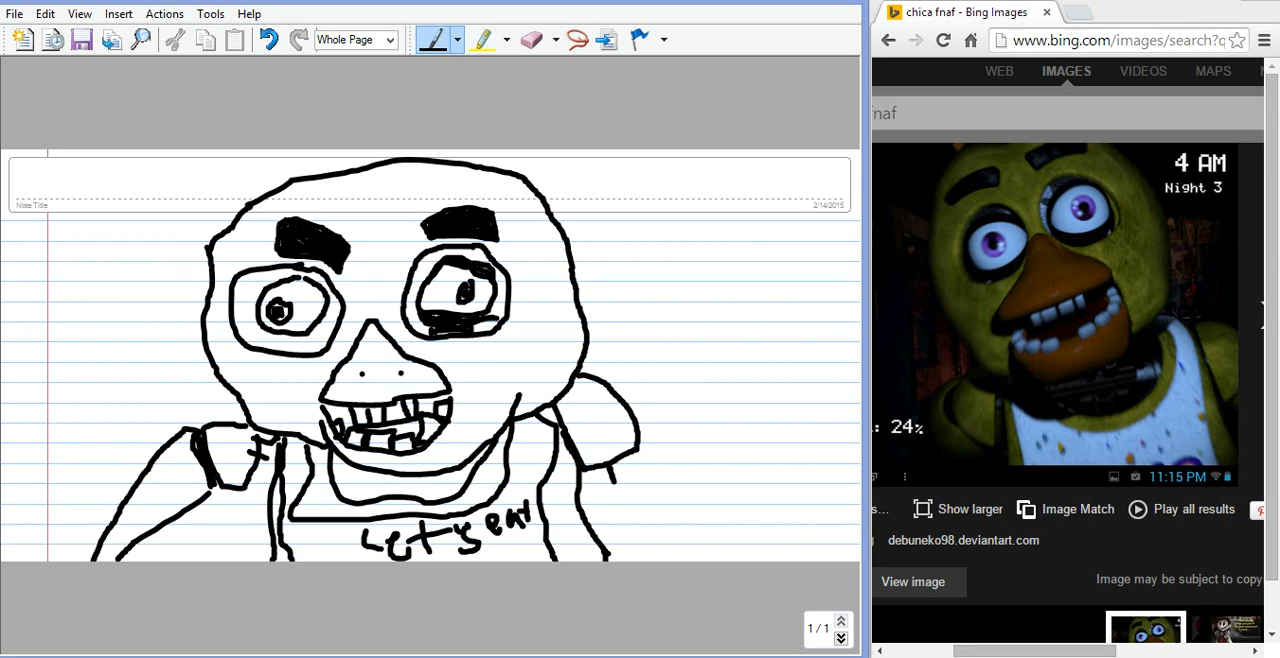 File Edit View Insert Actions Tools Help
Whole Page
Note Title
2/14/2015
Let's eat
1 / 1
chica fnaf - Bing Images
www.bing.com/images/search?q
WEB IMAGES VIDEOS MAPS
fnaf
4 AM
Night 3
: 24%
11:15 PM
s... Show larger Image Match Play all results
debuneko98.deviantart.com
View image
Image may be subject to copy